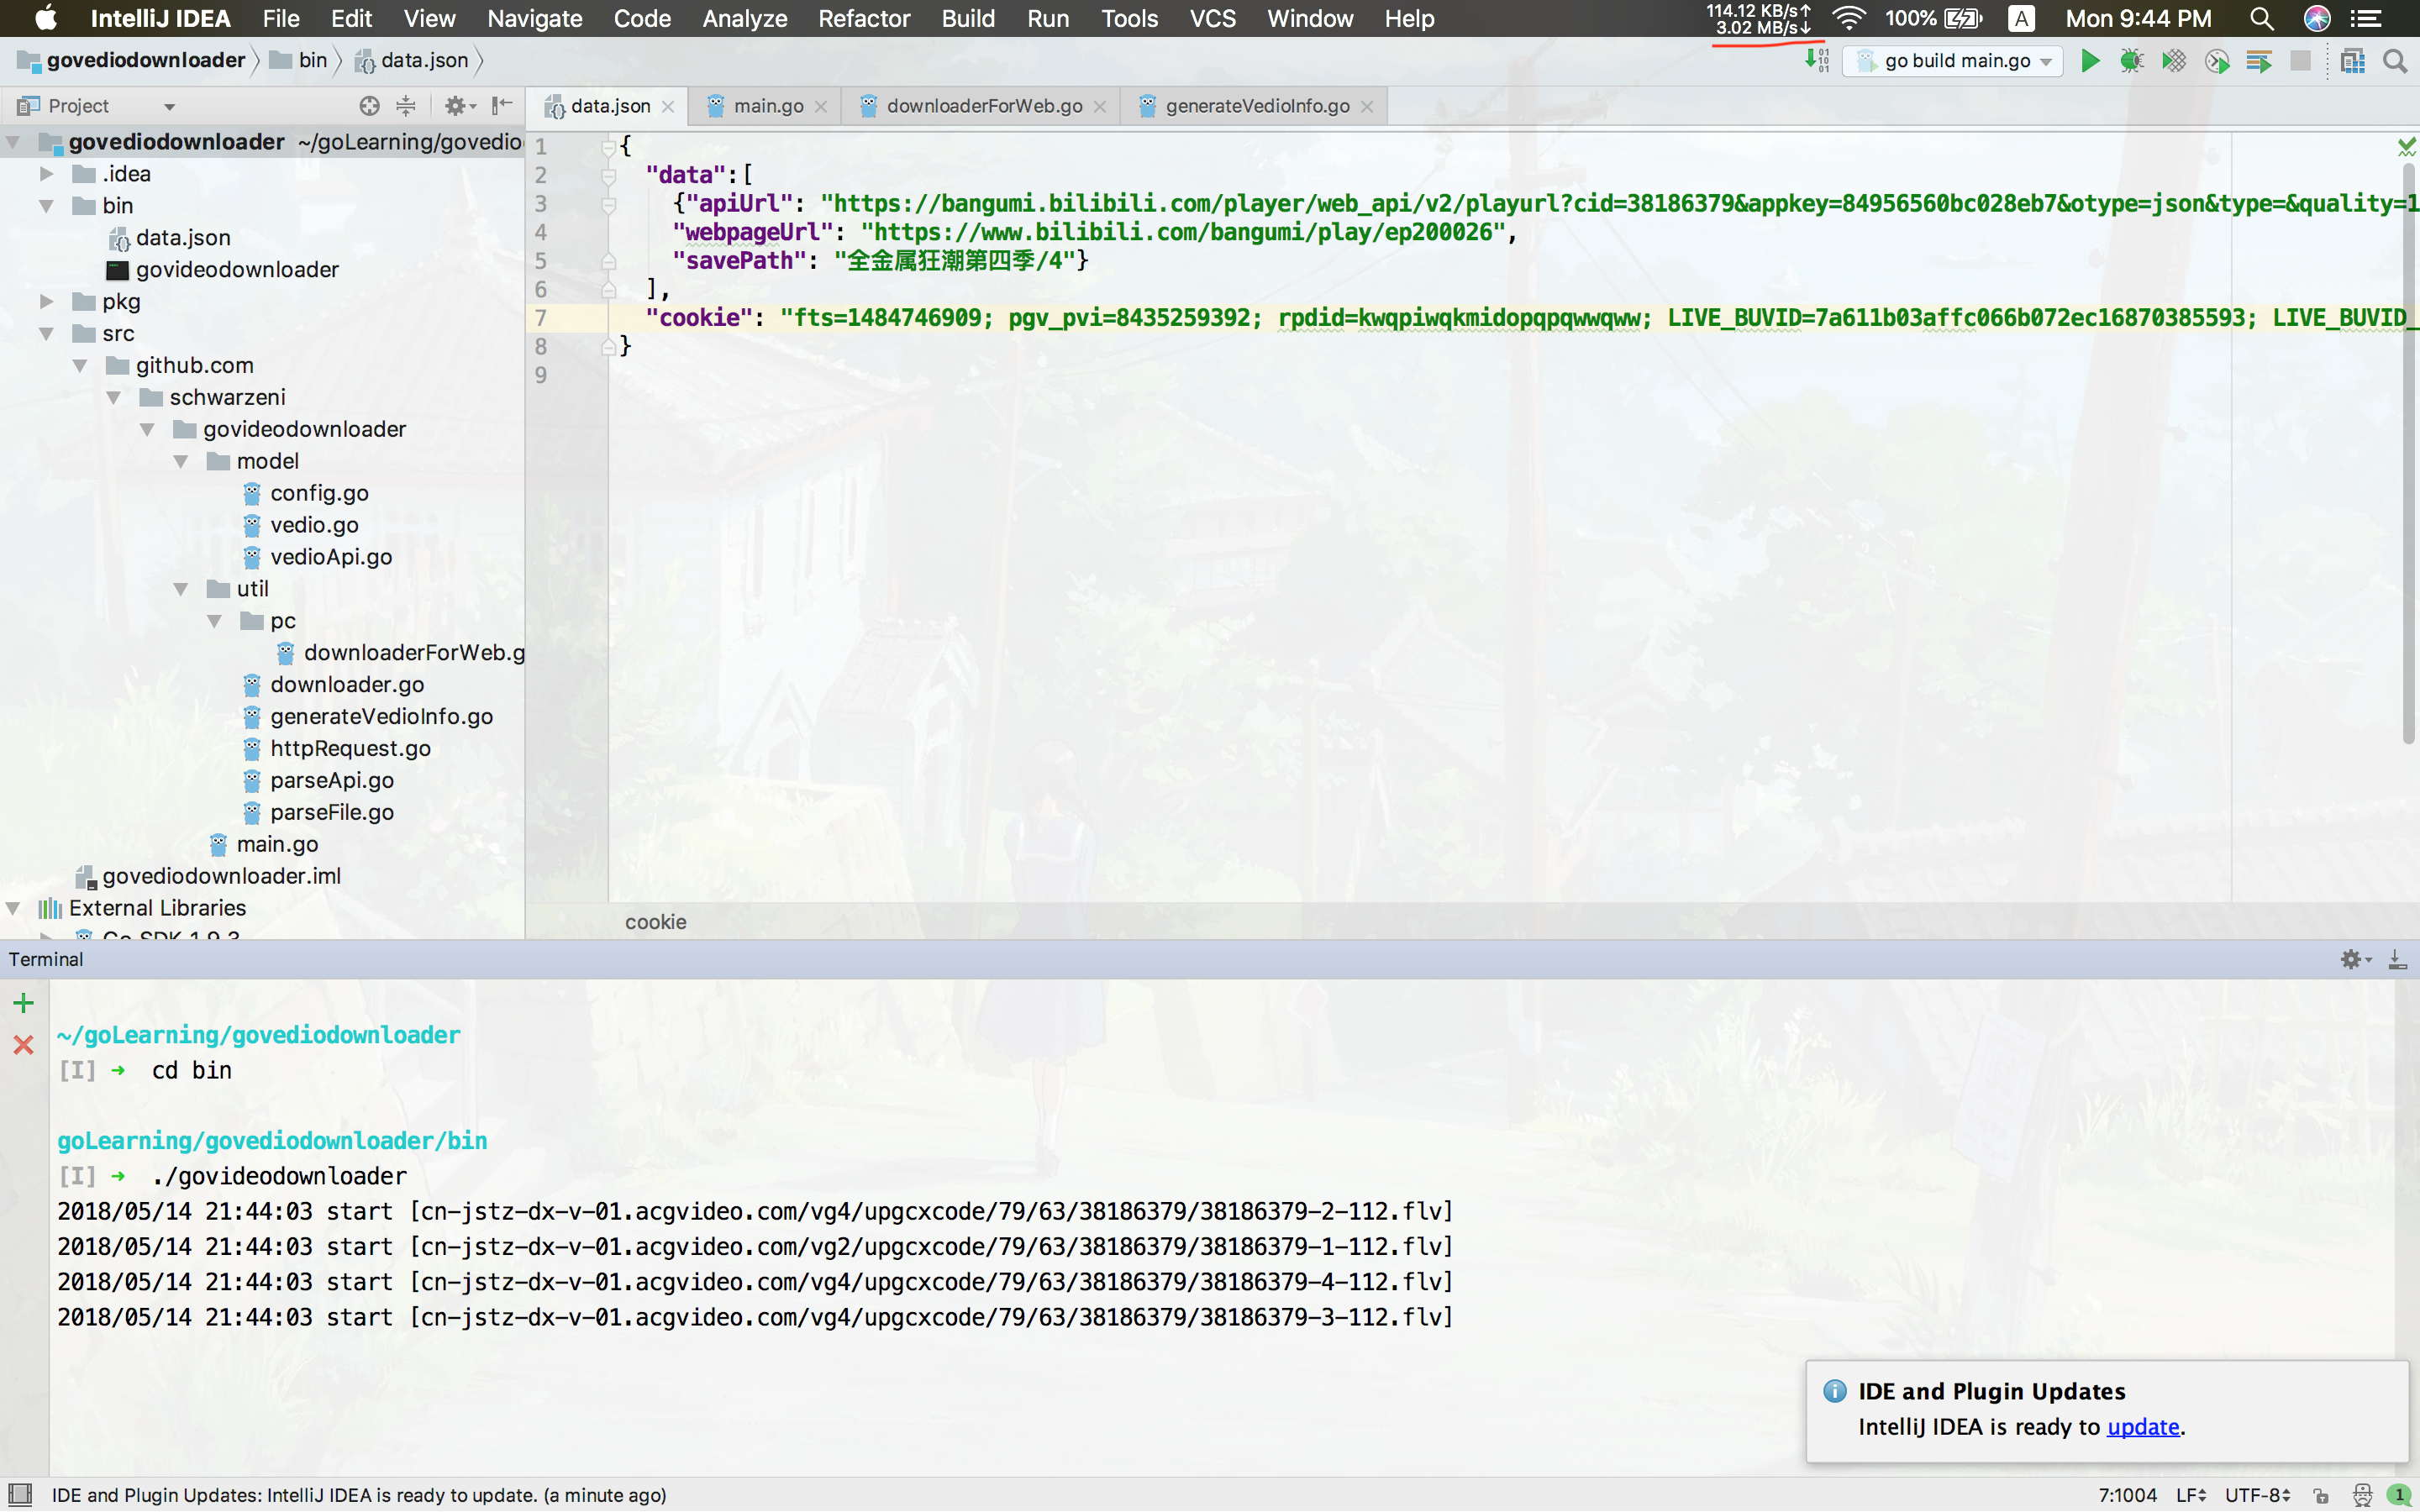 IntelliJ IDEA File Edit View Navigate Code Analyze Refactor Build Run Tools VCS Window Help 114.12 KB/s↑ 3.02 MB/s↓ 100% A Mon 9:44 PM
govediodownloader bin data.json go build main.go
Project
data.json main.go downloaderForWeb.go generateVedioInfo.go
govediodownloader ~/goLearning/govedio
.idea
bin
data.json
govideodownloader
pkg
src
github.com
schwarzeni
govideodownloader
model
config.go
vedio.go
vedioApi.go
util
pc
downloaderForWeb.g
downloader.go
generateVedioInfo.go
httpRequest.go
parseApi.go
parseFile.go
main.go
govediodownloader.iml
External Libraries
Go SDK 1.9.3
1 {
2 "data":[
3 {"apiUrl": "https://bangumi.bilibili.com/player/web_api/v2/playurl?cid=38186379&appkey=84956560bc028eb7&otype=json&type=&quality=1
4 "webpageUrl": "https://www.bilibili.com/bangumi/play/ep200026",
5 "savePath": "全金属狂潮第四季/4"}
6 ],
7 "cookie": "fts=1484746909; pgv_pvi=8435259392; rpdid=kwqpiwqkmidopqpqwwqww; LIVE_BUVID=7a611b03affc066b072ec16870385593; LIVE_BUVID_
8 }
9
cookie
Terminal
~/goLearning/govediodownloader
[I] ➜ cd bin
goLearning/govediodownloader/bin
[I] ➜ ./govideodownloader
2018/05/14 21:44:03 start [cn-jstz-dx-v-01.acgvideo.com/vg4/upgcxcode/79/63/38186379/38186379-2-112.flv]
2018/05/14 21:44:03 start [cn-jstz-dx-v-01.acgvideo.com/vg2/upgcxcode/79/63/38186379/38186379-1-112.flv]
2018/05/14 21:44:03 start [cn-jstz-dx-v-01.acgvideo.com/vg4/upgcxcode/79/63/38186379/38186379-4-112.flv]
2018/05/14 21:44:03 start [cn-jstz-dx-v-01.acgvideo.com/vg4/upgcxcode/79/63/38186379/38186379-3-112.flv]
IDE and Plugin Updates
IntelliJ IDEA is ready to update.
IDE and Plugin Updates: IntelliJ IDEA is ready to update. (a minute ago) 7:1004 LF UTF-8 1